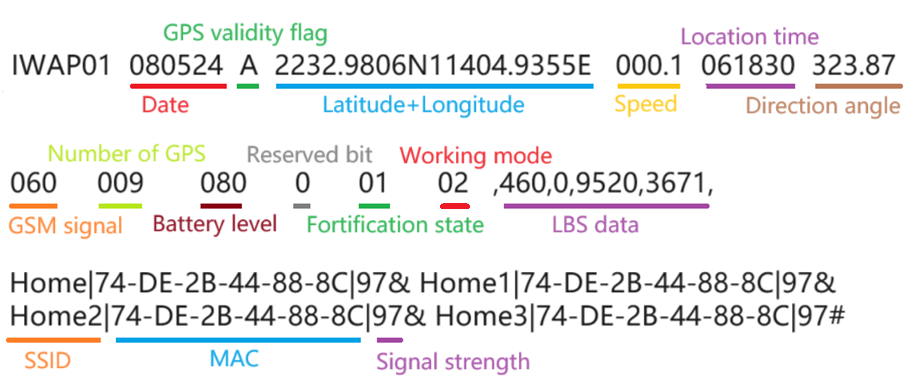 GPS validity flag
Location time
IWAP01 080524 A 2232.9806N11404.9355E 000.1 061830 323.87
Date Latitude+Longitude Speed Direction angle
Number of GPS Reserved bit Working mode
060 009 080 0 01 02 ,460,0,9520,3671,
GSM signal Battery level Fortification state LBS data
Home|74-DE-2B-44-88-8C|97& Home1|74-DE-2B-44-88-8C|97&
Home2|74-DE-2B-44-88-8C|97& Home3|74-DE-2B-44-88-8C|97#
SSID MAC Signal strength